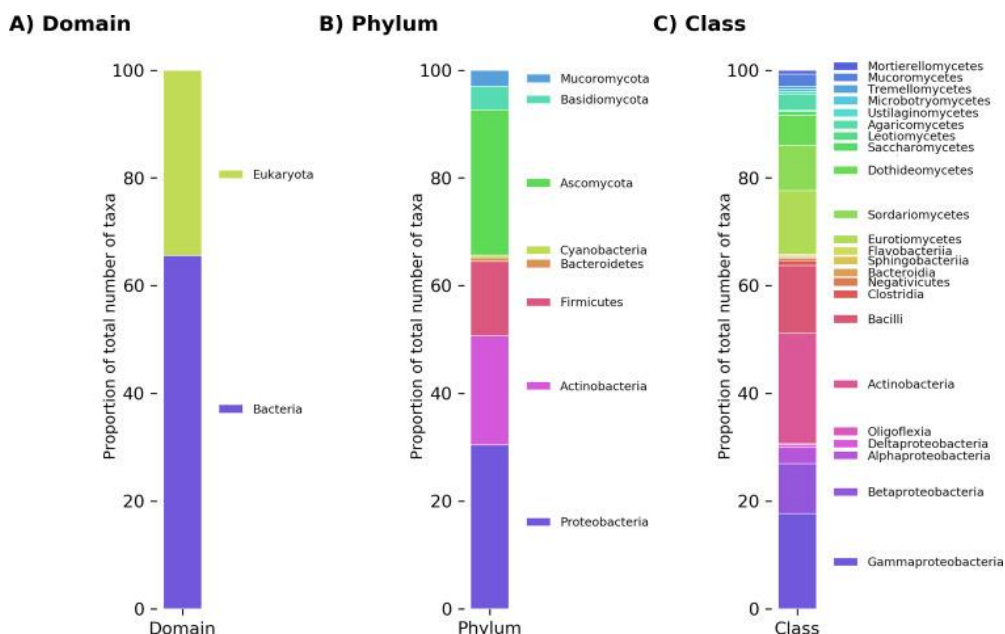 A) Domain
B) Phylum
C) Class
Proportion of total number of taxa
100
80
60
40
20
0
Eukaryota
Bacteria
Domain
Proportion of total number of taxa
100
80
60
40
20
0
Mucoromycota
Basidiomycota
Ascomycota
Cyanobacteria
Bacteroidetes
Firmicutes
Actinobacteria
Proteobacteria
Phylum
Proportion of total number of taxa
100
80
60
40
20
0
Mortierellomycetes
Mucoromycetes
Tremellomycetes
Microbotryomycetes
Ustilaginomycetes
Agaricomycetes
Leotiomycetes
Saccharomycetes
Dothideomycetes
Sordariomycetes
Eurotiomycetes
Flavobacteriia
Sphingobacteriia
Bacteroidia
Negativicutes
Clostridia
Bacilli
Actinobacteria
Oligoflexia
Deltaproteobacteria
Alphaproteobacteria
Betaproteobacteria
Gammaproteobacteria
Class